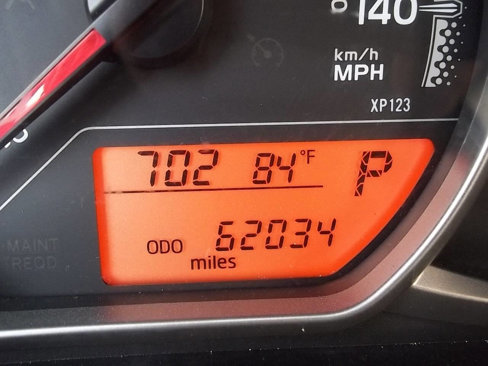 140
km/h
MPH
XP123
702 84°F P
MAINT
REQD
ODO 62034
miles